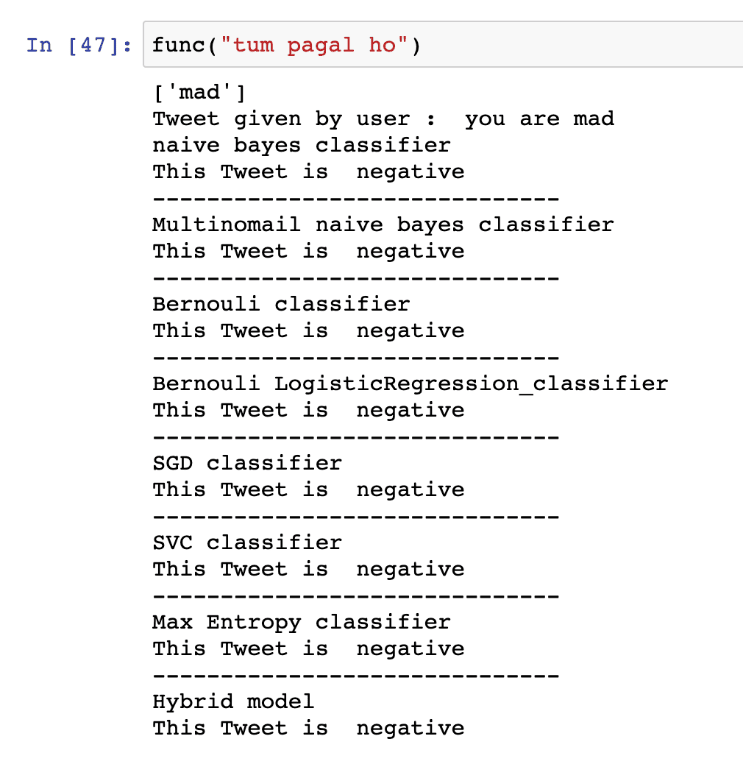 In [47]: func("tum pagal ho")
['mad']
Tweet given by user :  you are mad
naive bayes classifier
This Tweet is  negative
------------------------------
Multinomail naive bayes classifier
This Tweet is  negative
------------------------------
Bernouli classifier
This Tweet is  negative
------------------------------
Bernouli LogisticRegression_classifier
This Tweet is  negative
------------------------------
SGD classifier
This Tweet is  negative
------------------------------
SVC classifier
This Tweet is  negative
------------------------------
Max Entropy classifier
This Tweet is  negative
------------------------------
Hybrid model
This Tweet is  negative